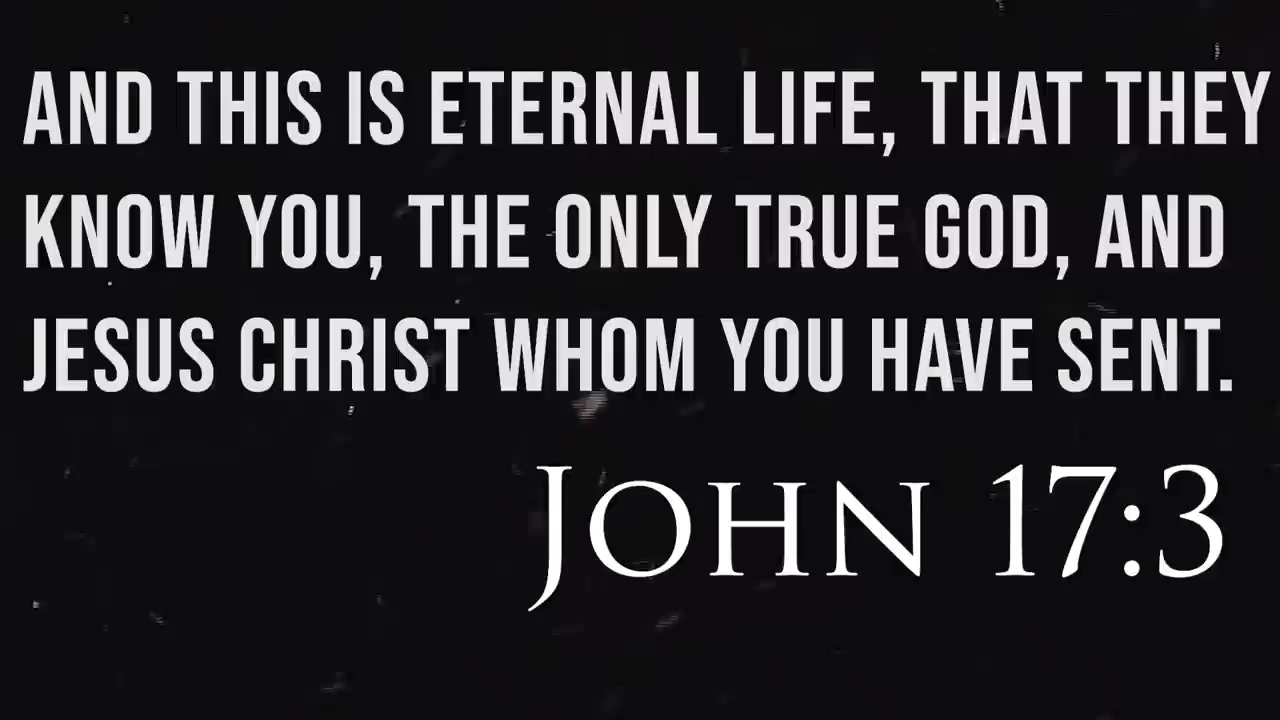 AND THIS IS ETERNAL LIFE, THAT THEY
KNOW YOU, THE ONLY TRUE GOD, AND
JESUS CHRIST WHOM YOU HAVE SENT.
JOHN 17:3